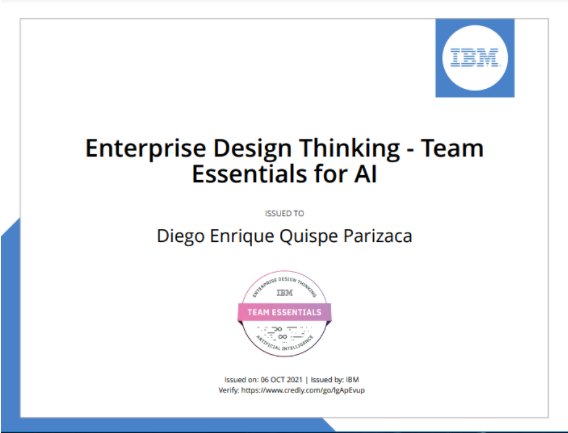 IBM
Enterprise Design Thinking - Team
Essentials for AI
ISSUED TO
Diego Enrique Quispe Parizaca
ENTERPRISE DESIGN THINKING
IBM
TEAM ESSENTIALS
ARTIFICIAL INTELLIGENCE
Issued on: 06 OCT 2021 | Issued by: IBM
Verify: https://www.credly.com/go/lgApEvup